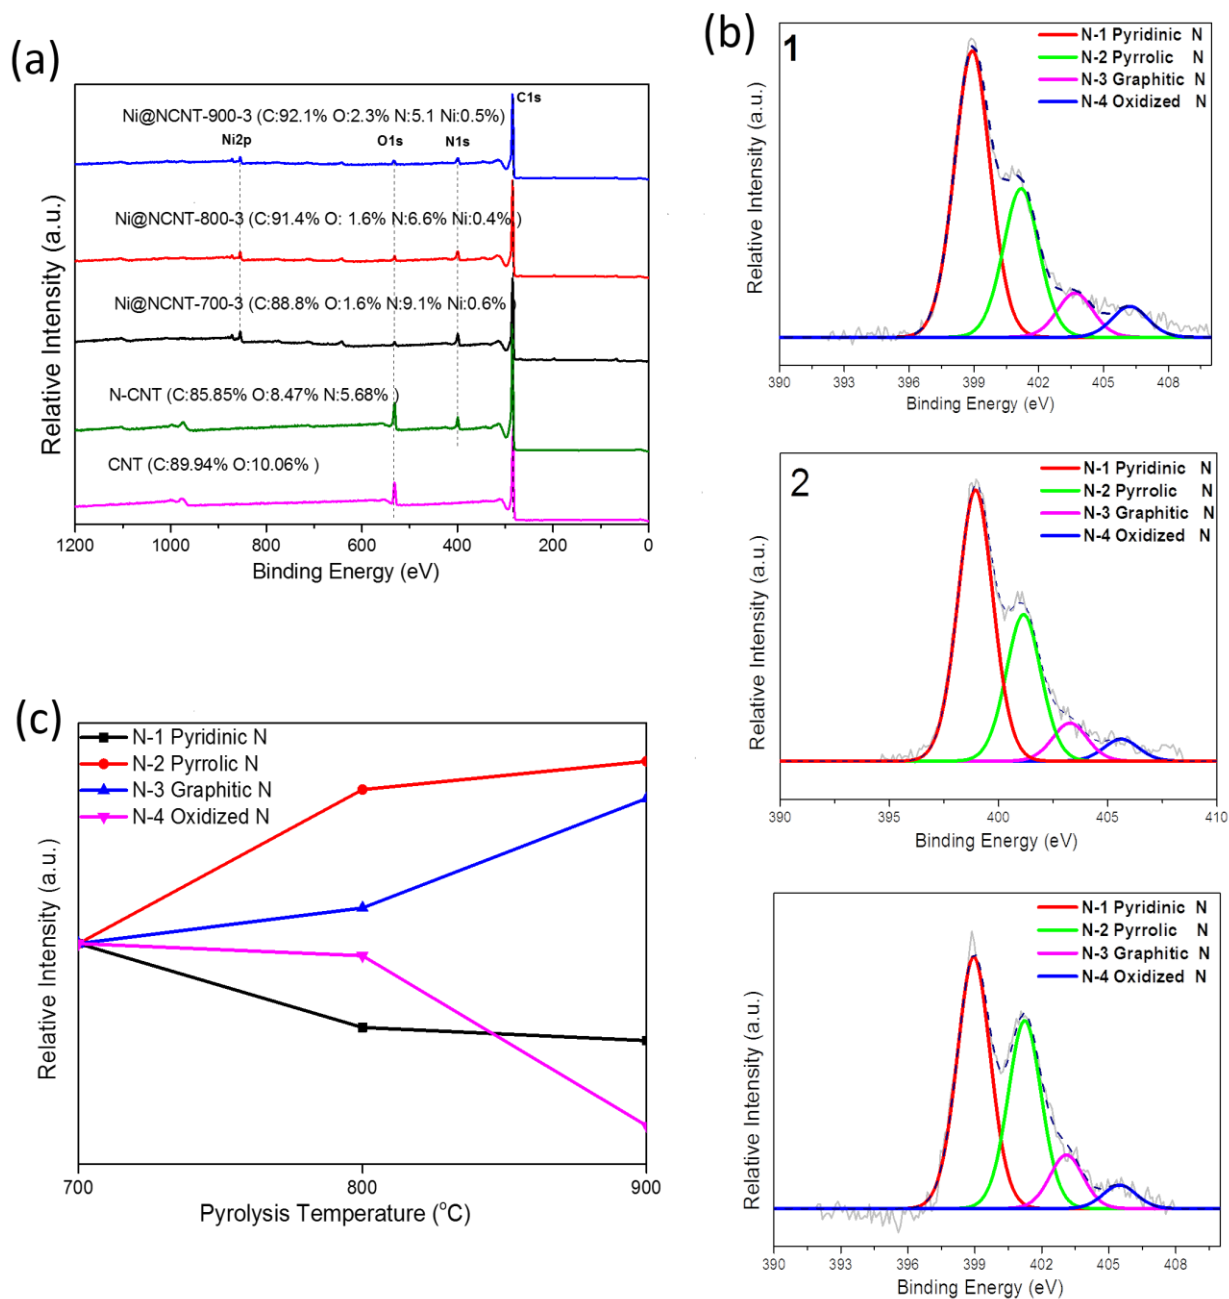 (a)
Ni@NCNT-900-3 (C:92.1% O:2.3% N:5.1 Ni:0.5%)
C1s
Ni2p
O1s
N1s
Ni@NCNT-800-3 (C:91.4% O: 1.6% N:6.6% Ni:0.4% )
Ni@NCNT-700-3 (C:88.8% O:1.6% N:9.1% Ni:0.6% )
N-CNT (C:85.85% O:8.47% N:5.68% )
CNT (C:89.94% O:10.06% )
Relative Intensity (a.u.)
1200 1000 800 600 400 200 0
Binding Energy (eV)
(b)
1
N-1 Pyridinic N
N-2 Pyrrolic N
N-3 Graphitic N
N-4 Oxidized N
Relative Intensity (a.u.)
390 393 396 399 402 405 408
Binding Energy (eV)
2
N-1 Pyridinic N
N-2 Pyrrolic N
N-3 Graphitic N
N-4 Oxidized N
Relative Intensity (a.u.)
390 395 400 405 410
Binding Energy (eV)
N-1 Pyridinic N
N-2 Pyrrolic N
N-3 Graphitic N
N-4 Oxidized N
Relative Intensity (a.u.)
390 393 396 399 402 405 408
Binding Energy (eV)
(c)
N-1 Pyridinic N
N-2 Pyrrolic N
N-3 Graphitic N
N-4 Oxidized N
Relative Intensity (a.u.)
700 800 900
Pyrolysis Temperature (°C)